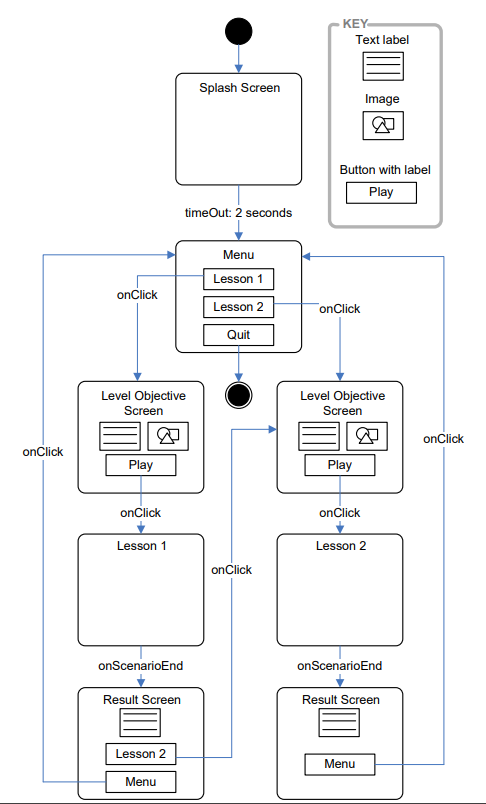 KEY
Text label
Image
Button with label
Play
Splash Screen
timeOut: 2 seconds
Menu
Lesson 1
Lesson 2
Quit
onClick
onClick
Level Objective
Screen
Play
Level Objective
Screen
Play
onClick
onClick
onClick
onClick
Lesson 1
Lesson 2
onClick
onScenarioEnd
onScenarioEnd
Result Screen
Lesson 2
Menu
Result Screen
Menu